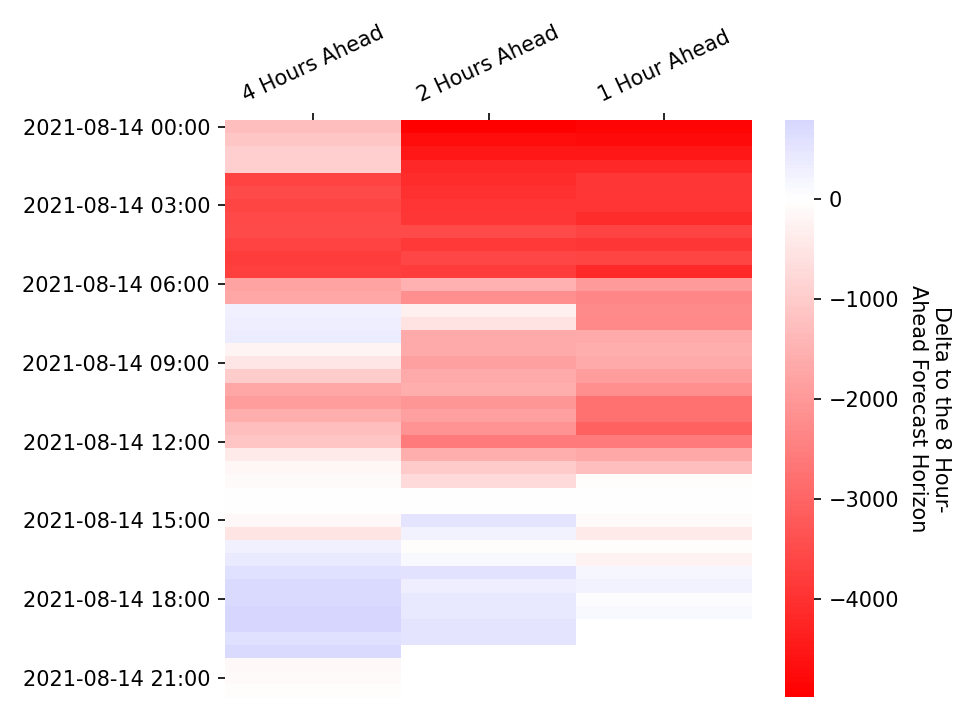 4 Hours Ahead
2 Hours Ahead
1 Hour Ahead
2021-08-14 00:00
2021-08-14 03:00
2021-08-14 06:00
2021-08-14 09:00
2021-08-14 12:00
2021-08-14 15:00
2021-08-14 18:00
2021-08-14 21:00
0
−1000
−2000
−3000
−4000
Delta to the 8 Hour-
Ahead Forecast Horizon